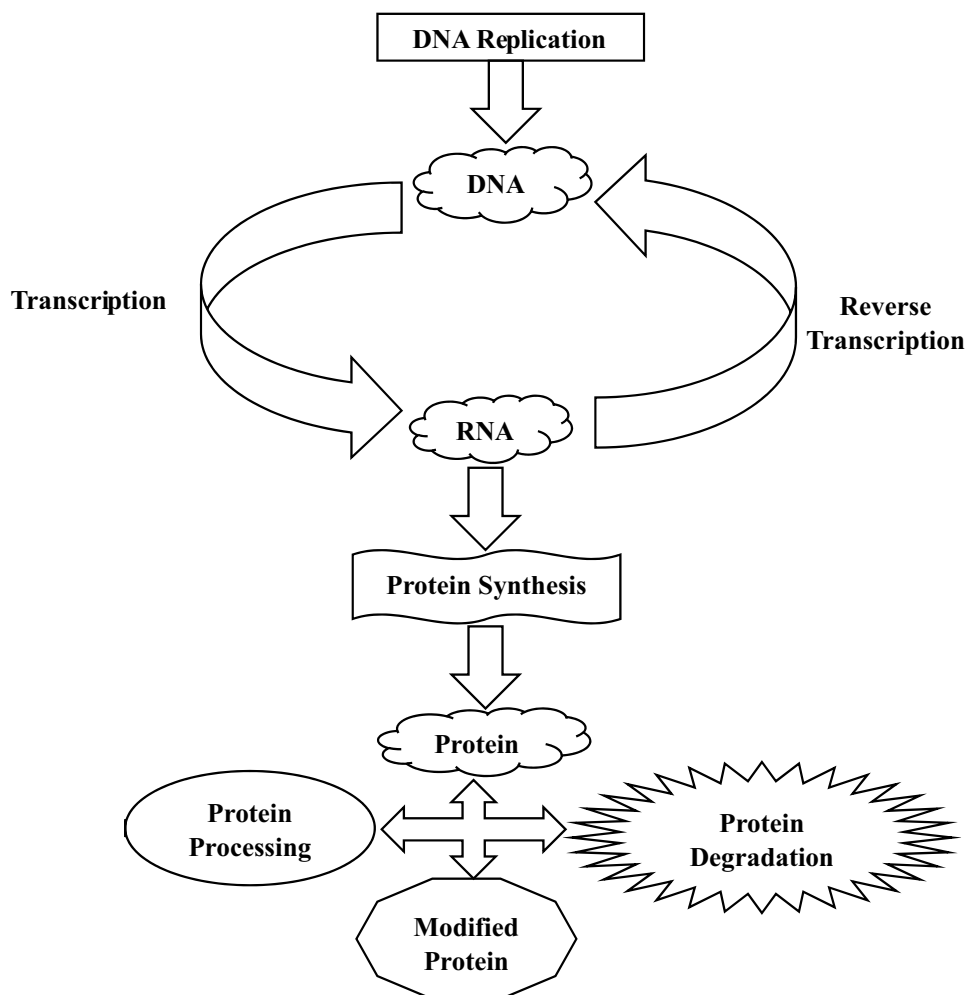 DNA Replication
DNA
Transcription
Reverse
Transcription
RNA
Protein Synthesis
Protein
Protein
Processing
Protein
Degradation
Modified
Protein